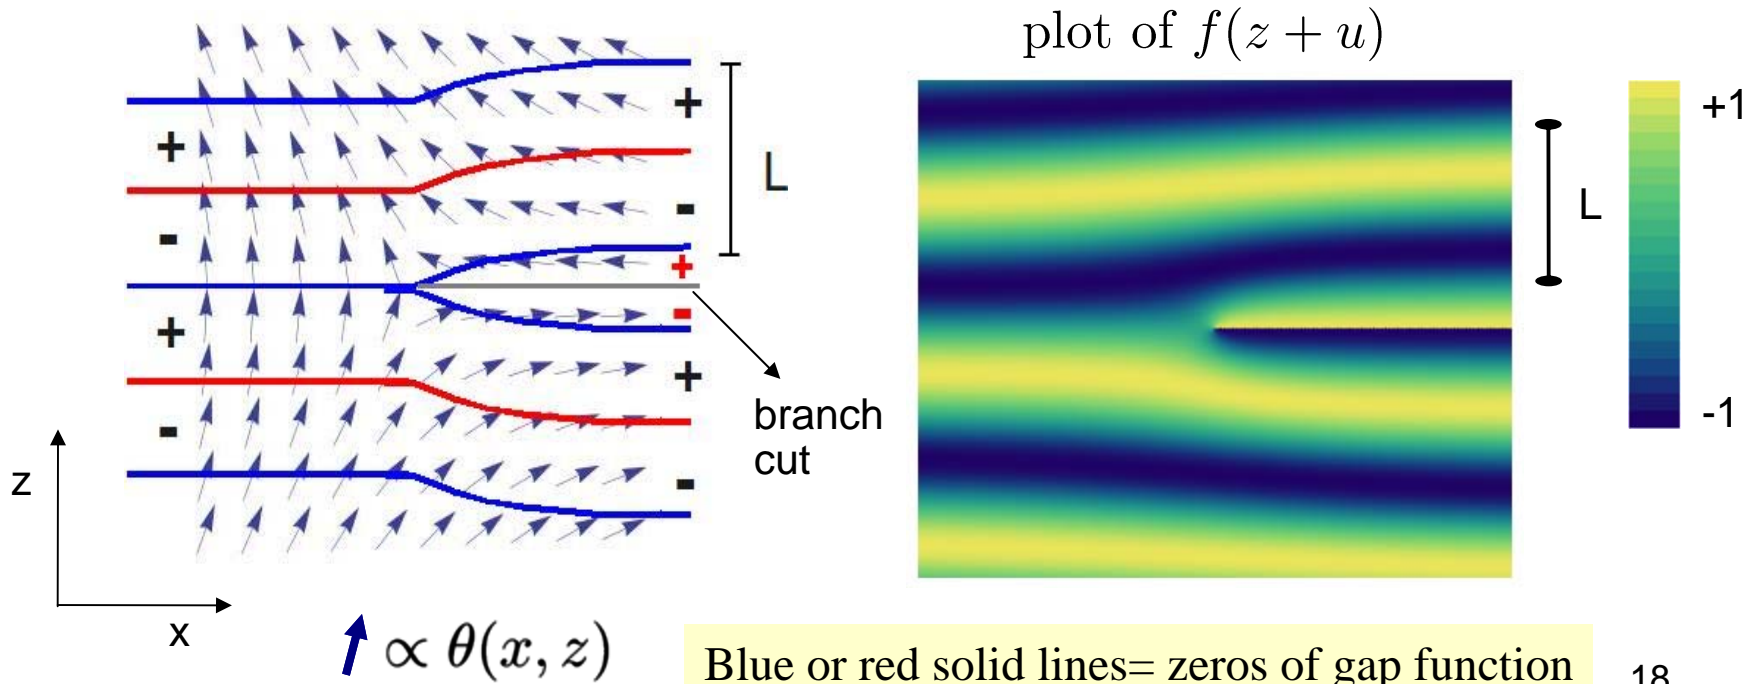 plot of f(z + u)
+
+
-
-
+
-
+
-
+
-
L
L
+1
-1
branch
cut
z
x
∝ θ(x, z)
Blue or red solid lines= zeros of gap function
18